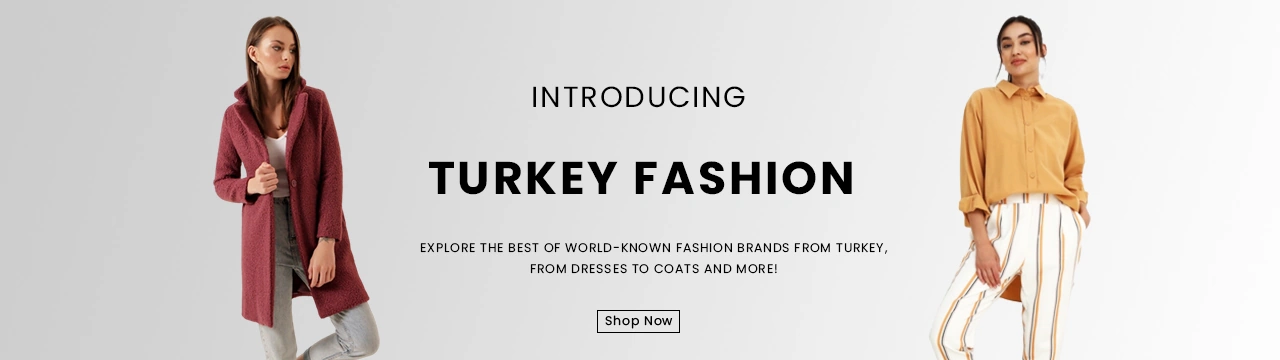 INTRODUCING
TURKEY FASHION
EXPLORE THE BEST OF WORLD-KNOWN FASHION BRANDS FROM TURKEY,
FROM DRESSES TO COATS AND MORE!
Shop Now